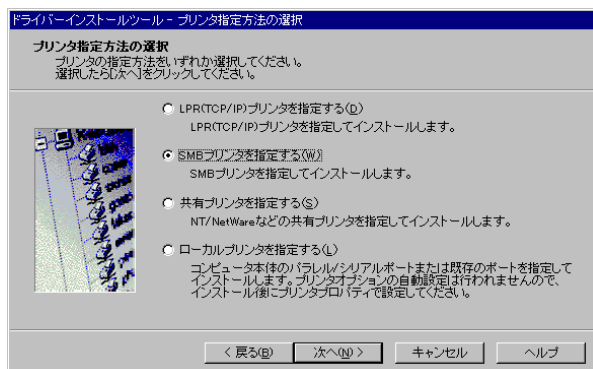 ドライバーインストールツール - プリンタ指定方法の選択
プリンタ指定方法の選択
プリンタの指定方法を、いずれか選択してください。
選択したら[次へ]をクリックしてください。
LPR(TCP/IP)プリンタを指定する(D)
LPR(TCP/IP)プリンタを指定してインストールします。
SMBプリンタを指定する(W)
SMBプリンタを指定してインストールします。
共有プリンタを指定する(S)
NT/NetWareなどの共有プリンタを指定してインストールします。
ローカルプリンタを指定する(L)
コンピュータ本体のパラレル/シリアルポートまたは既存のポートを指定して
インストールします。プリンタオプションの自動設定は行われませんので、
インストール後にプリンタプロパティで設定してください。
< 戻る(B)
次へ(N) >
キャンセル
ヘルプ